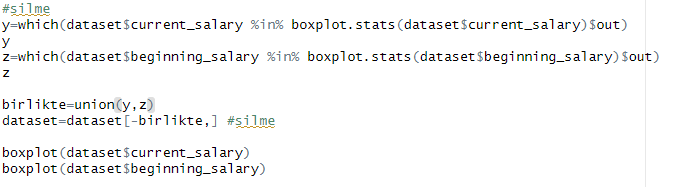 #silme
y=which(dataset$current_salary %in% boxplot.stats(dataset$current_salary)$out)
y
z=which(dataset$beginning_salary %in% boxplot.stats(dataset$beginning_salary)$out)
z
birlikte=union(y,z)
dataset=dataset[-birlikte,] #silme
boxplot(dataset$current_salary)
boxplot(dataset$beginning_salary)